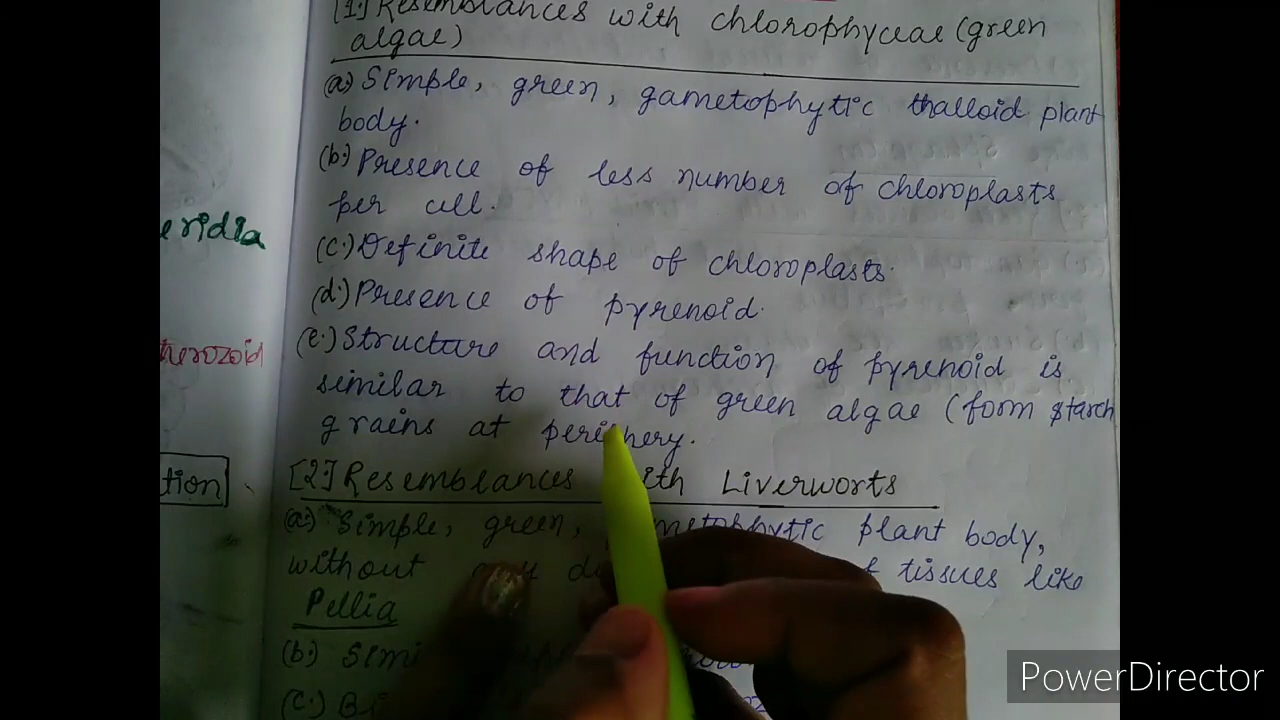 [1.] Resemblances with chlorophyceae (green
algae)
(a.) Simple, green, gametophytic thalloid plant
body.
(b.) Presence of less number of chloroplasts
per cell.
(c.) Definite shape of chloroplasts.
(d.) Presence of pyrenoid.
(e.) Structure and function of pyrenoid is
similar to that of green algae (form starch
grains at periphery.
[2.] Resemblances with Liverworts
(a.) Simple, green, plant body,
without tissues like
Pellia
(b.)
(c.)
eridia
therozoid
tion
PowerDirector